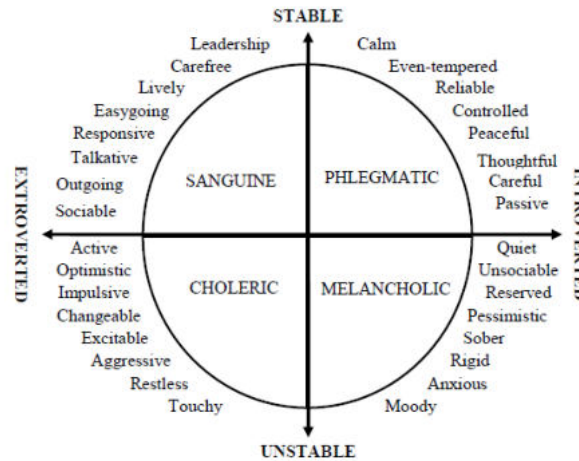 STABLE
Leadership
Carefree
Lively
Easygoing
Responsive
Talkative
Outgoing
Sociable
Calm
Even-tempered
Reliable
Controlled
Peaceful
Thoughtful
Careful
Passive
SANGUINE
PHLEGMATIC
EXTROVERTED
Active
Optimistic
Impulsive
Changeable
Excitable
Aggressive
Restless
Touchy
CHOLERIC
MELANCHOLIC
Quiet
Unsociable
Reserved
Pessimistic
Sober
Rigid
Anxious
Moody
UNSTABLE